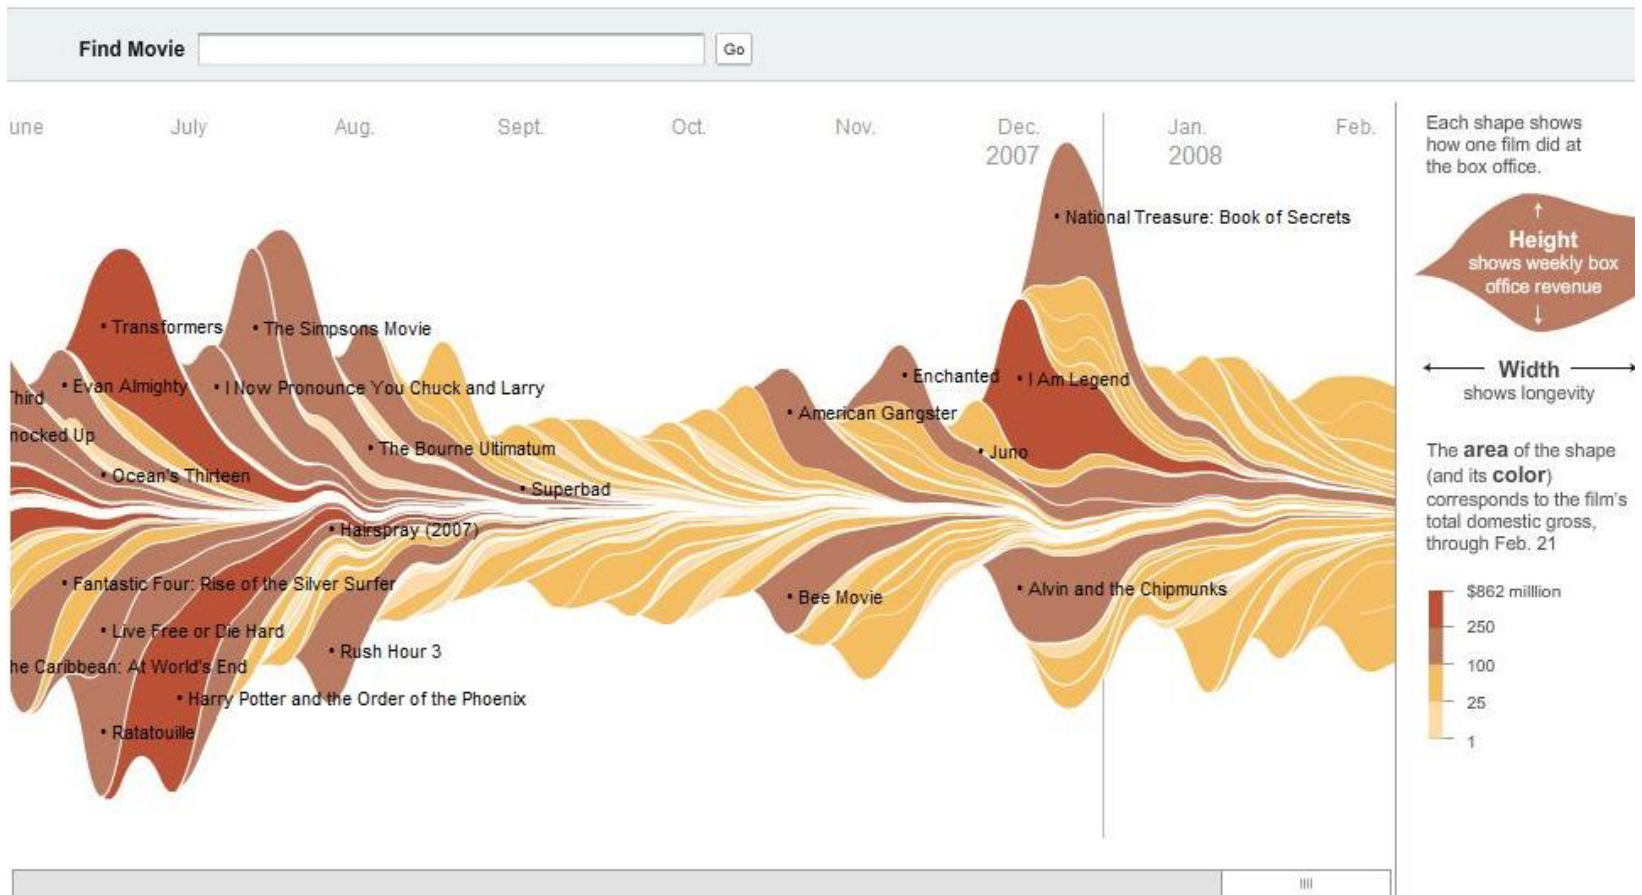 Find Movie
Go
une
July
Aug.
Sept.
Oct.
Nov.
Dec.
2007
Jan.
2008
Feb.
National Treasure: Book of Secrets
Transformers
The Simpsons Movie
Evan Almighty
I Now Pronounce You Chuck and Larry
Third
Enchanted
I Am Legend
American Gangster
nocked Up
The Bourne Ultimatum
Juno
Ocean's Thirteen
Superbad
Hairspray (2007)
Fantastic Four: Rise of the Silver Surfer
Bee Movie
Alvin and the Chipmunks
Live Free or Die Hard
Rush Hour 3
he Caribbean: At World's End
Harry Potter and the Order of the Phoenix
Ratatouille
Each shape shows
how one film did at
the box office.
Height
shows weekly box
office revenue
Width
shows longevity
The area of the shape
(and its color)
corresponds to the film's
total domestic gross,
through Feb. 21
$862 milllion
250
100
25
1